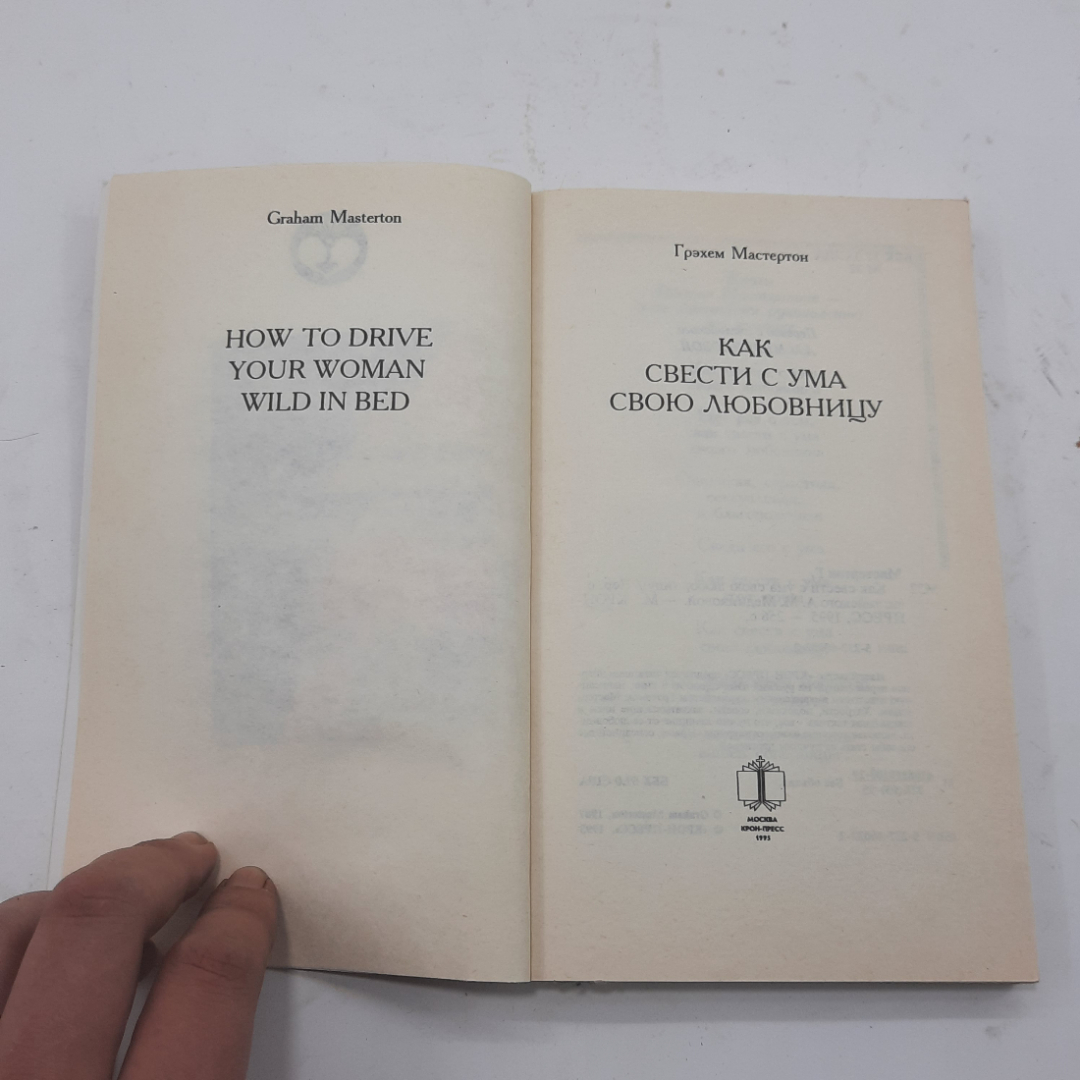 Graham Masterton
HOW TO DRIVE
YOUR WOMAN
WILD IN BED
Грэхем Мастертон
КАК
СВЕСТИ С УМА
СВОЮ ЛЮБОВНИЦУ
МОСКВА
КРОН-ПРЕСС
1995